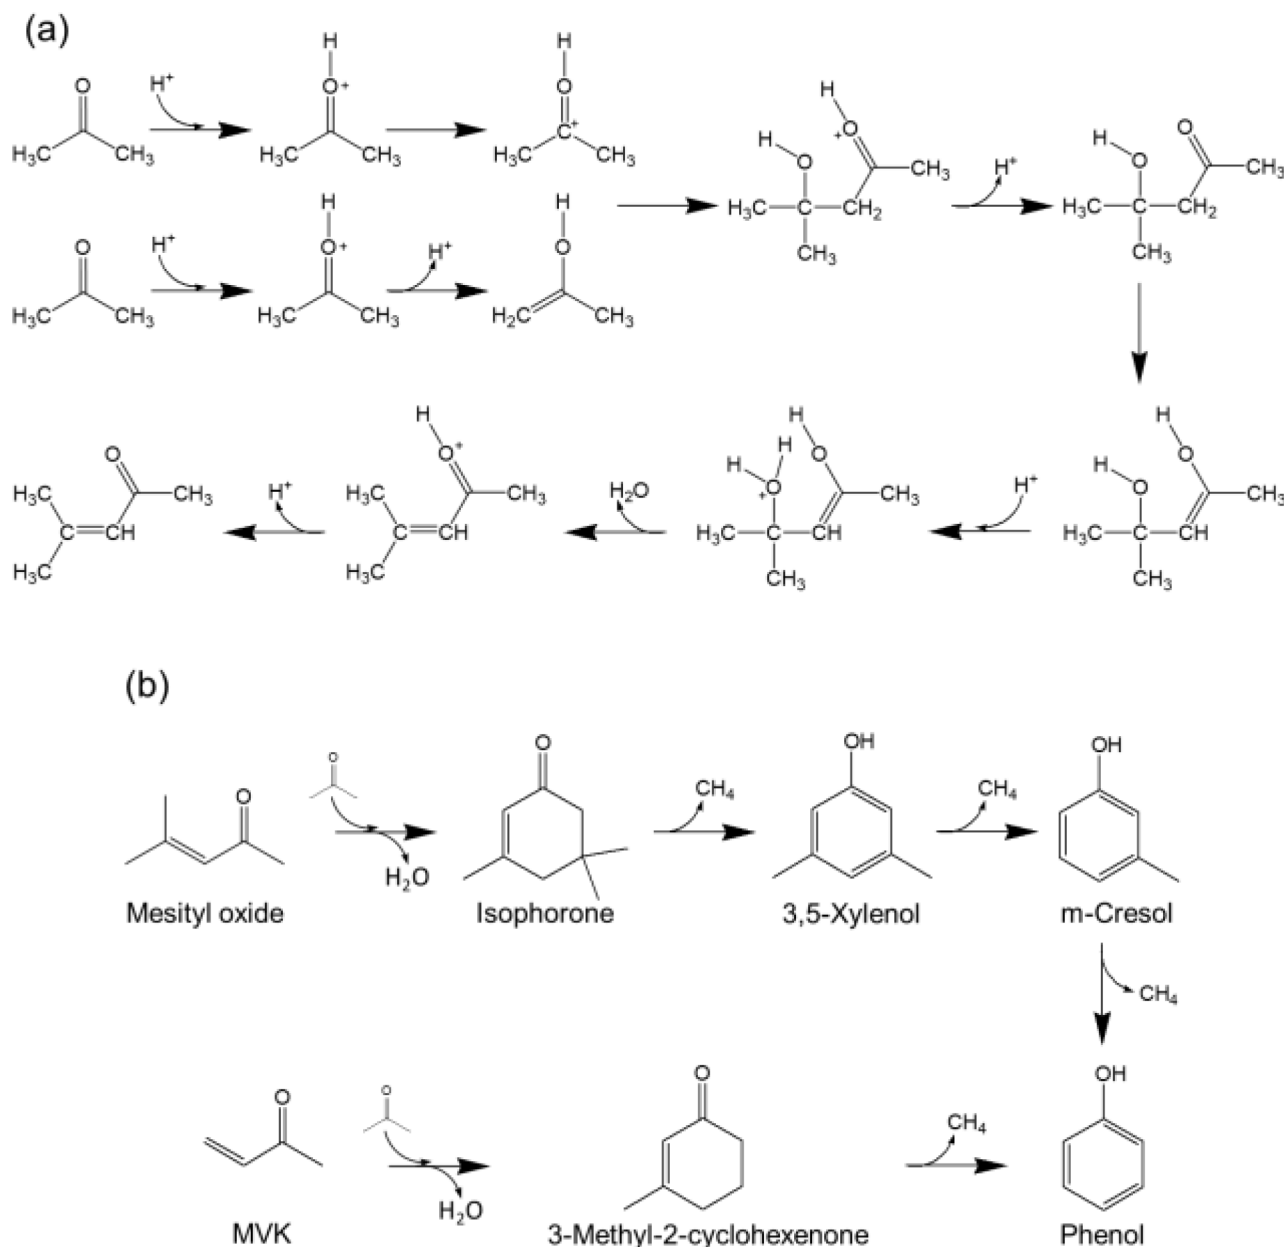 (a)
H H
O H⁺ O⁺ O H
H₃C CH₃ H₃C CH₃ H₃C C⁺ CH₃ O O⁺ CH₃ H⁺ H O O CH₃
H₃C C CH₂ CH₃ H₃C C CH₂ CH₃
H H
O H⁺ O⁺ H⁺ O
H₃C CH₃ H₃C CH₃ H₂C CH₃
H H
O O⁺ H H O H O
H₃C CH₃ H⁺ H₃C CH₃ H₂O O⁺ CH₃ H⁺ H O CH₃
CH CH H₃C C CH H₃C C CH
H₃C H₃C CH₃ CH₃
(b)
O O OH OH
O CH₄ CH₄
H₂O
Mesityl oxide Isophorone 3,5-Xylenol m-Cresol
CH₄
O O O OH
CH₄
H₂O
MVK 3-Methyl-2-cyclohexenone Phenol